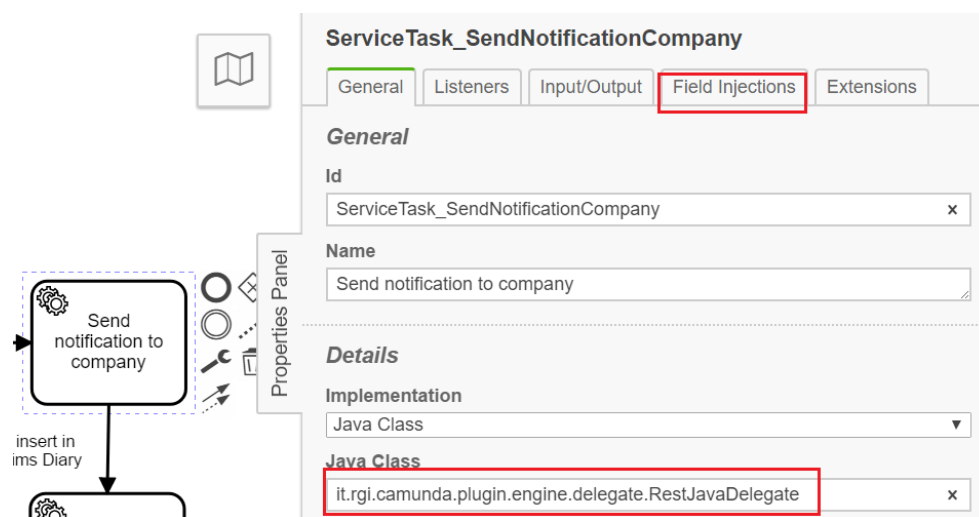 ServiceTask_SendNotificationCompany
General
Listeners
Input/Output
Field Injections
Extensions
General
Id
ServiceTask_SendNotificationCompany
x
Name
Send notification to company
Properties Panel
Send
notification to
company
Details
Implementation
Java Class
Java Class
it.rgi.camunda.plugin.engine.delegate.RestJavaDelegate
x
insert in
ims Diary